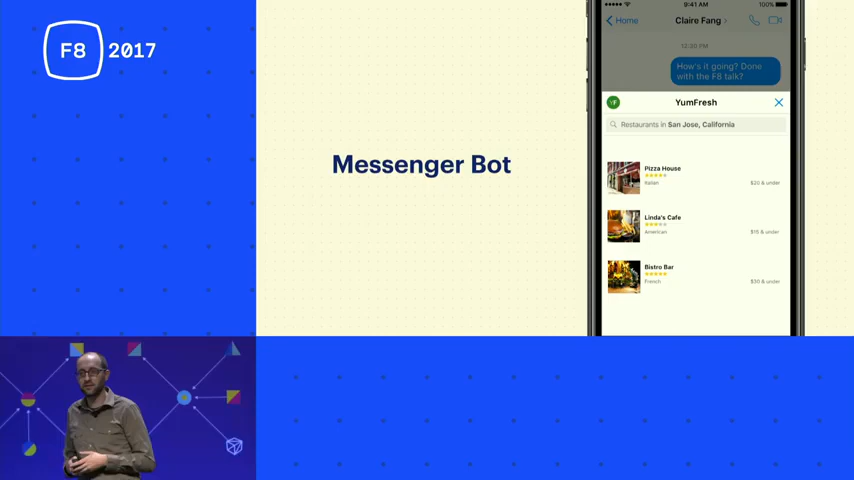 F8 2017
Messenger Bot
9:41 AM 100%
Home Claire Fang
12:30 PM
How's it going? Done
with the F8 talk?
YF YumFresh
Restaurants in San Jose, California
Pizza House
Italian $20 & under
Linda's Cafe
American $15 & under
Bistro Bar
French $30 & under